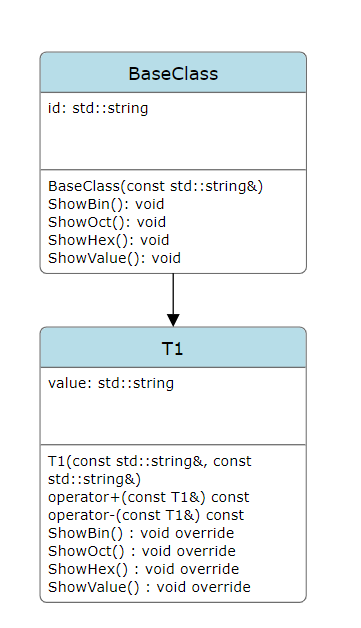 BaseClass
id: std::string
BaseClass(const std::string&)
ShowBin(): void
ShowOct(): void
ShowHex(): void
ShowValue(): void
T1
value: std::string
T1(const std::string&, const
std::string&)
operator+(const T1&) const
operator-(const T1&) const
ShowBin() : void override
ShowOct() : void override
ShowHex() : void override
ShowValue() : void override